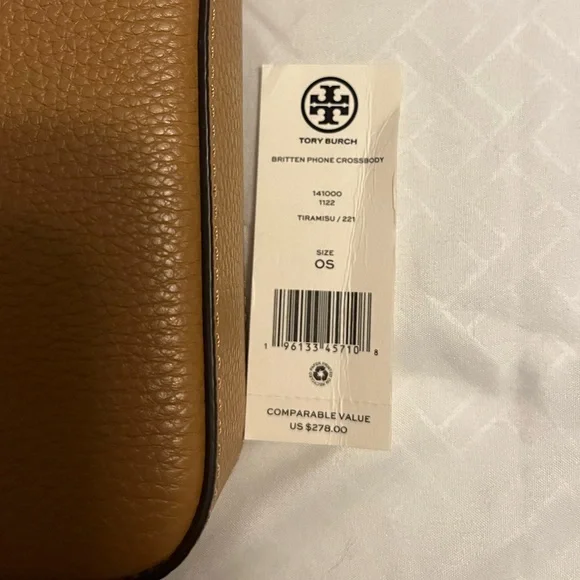 TORY BURCH
BRITTEN PHONE CROSSBODY
141000
1122
TIRAMISU / 221
SIZE
OS
1 96133 45710 8
COMPARABLE VALUE
US $278.00